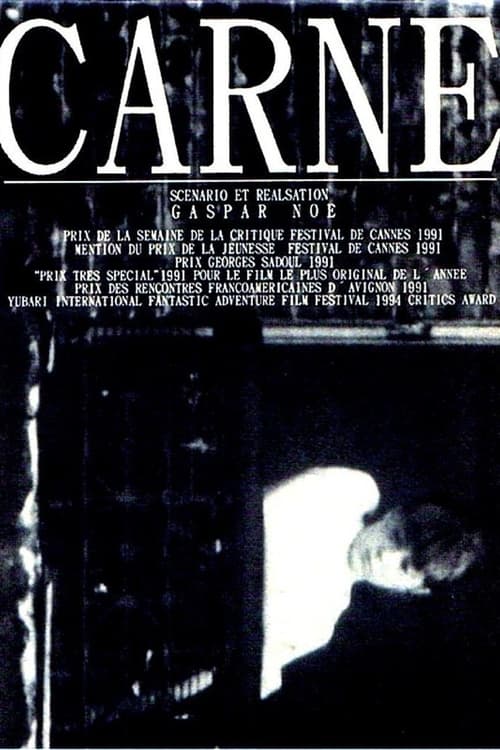 CARNE
SCENARIO ET REALSATION
GASPAR NOE
PRIX DE LA SEMAINE DE LA CRITIQUE FESTIVAL DE CANNES 1991
MENTION DU PRIX DE LA JEUNESSE FESTIVAL DE CANNES 1991
PRIX GEORGES SADOUL 1991
"PRIX TRES SPECIAL"1991 POUR LE FILM LE PLUS ORIGINAL DE L´ANNEE
PRIX DES RENCONTRES FRANCOAMERICAINES D´AVIGNON 1991
YUBARI INTERNATIONAL FANTASTIC ADVENTURE FILM FESTIVAL 1994 CRITICS AWARD